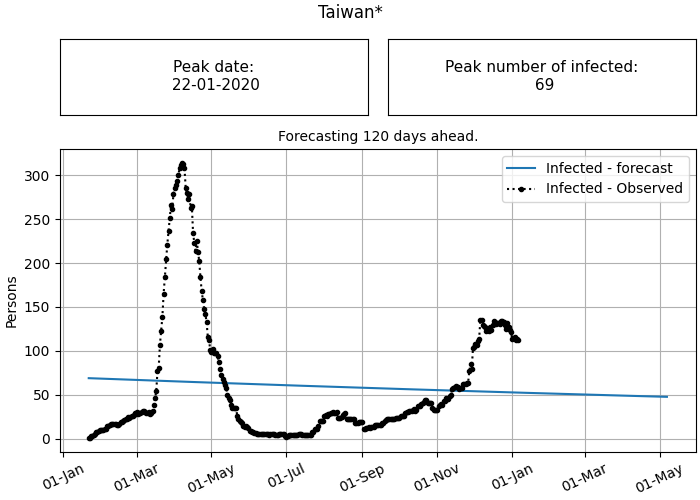 Taiwan*
Peak date:
22-01-2020
Peak number of infected:
69
Forecasting 120 days ahead.
Infected - forecast
Infected - Observed
Persons
300
250
200
150
100
50
0
01-Jan
01-Mar
01-May
01-Jul
01-Sep
01-Nov
01-Jan
01-Mar
01-May